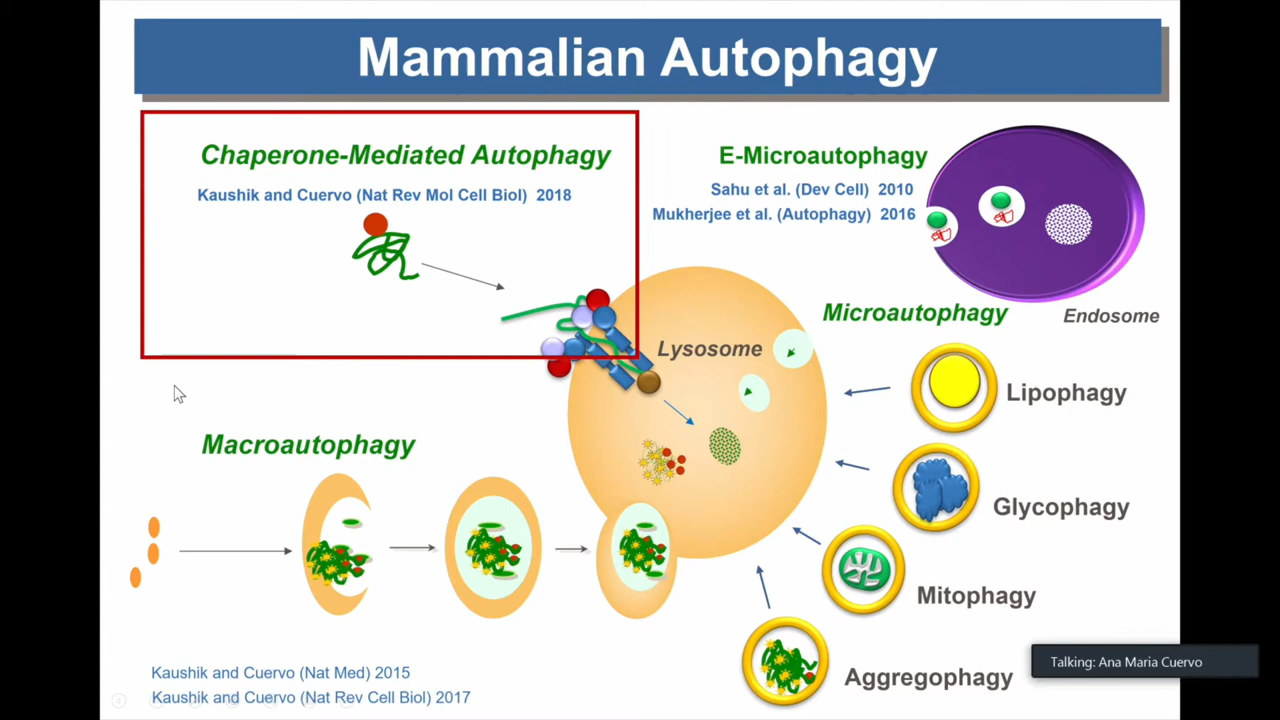 Mammalian Autophagy
Chaperone-Mediated Autophagy
Kaushik and Cuervo (Nat Rev Mol Cell Biol) 2018
E-Microautophagy
Sahu et al. (Dev Cell) 2010
Mukherjee et al. (Autophagy) 2016
Microautophagy
Endosome
Lysosome
Lipophagy
Macroautophagy
Glycophagy
Mitophagy
Aggregophagy
Talking: Ana Maria Cuervo
Kaushik and Cuervo (Nat Med) 2015
Kaushik and Cuervo (Nat Rev Cell Biol) 2017